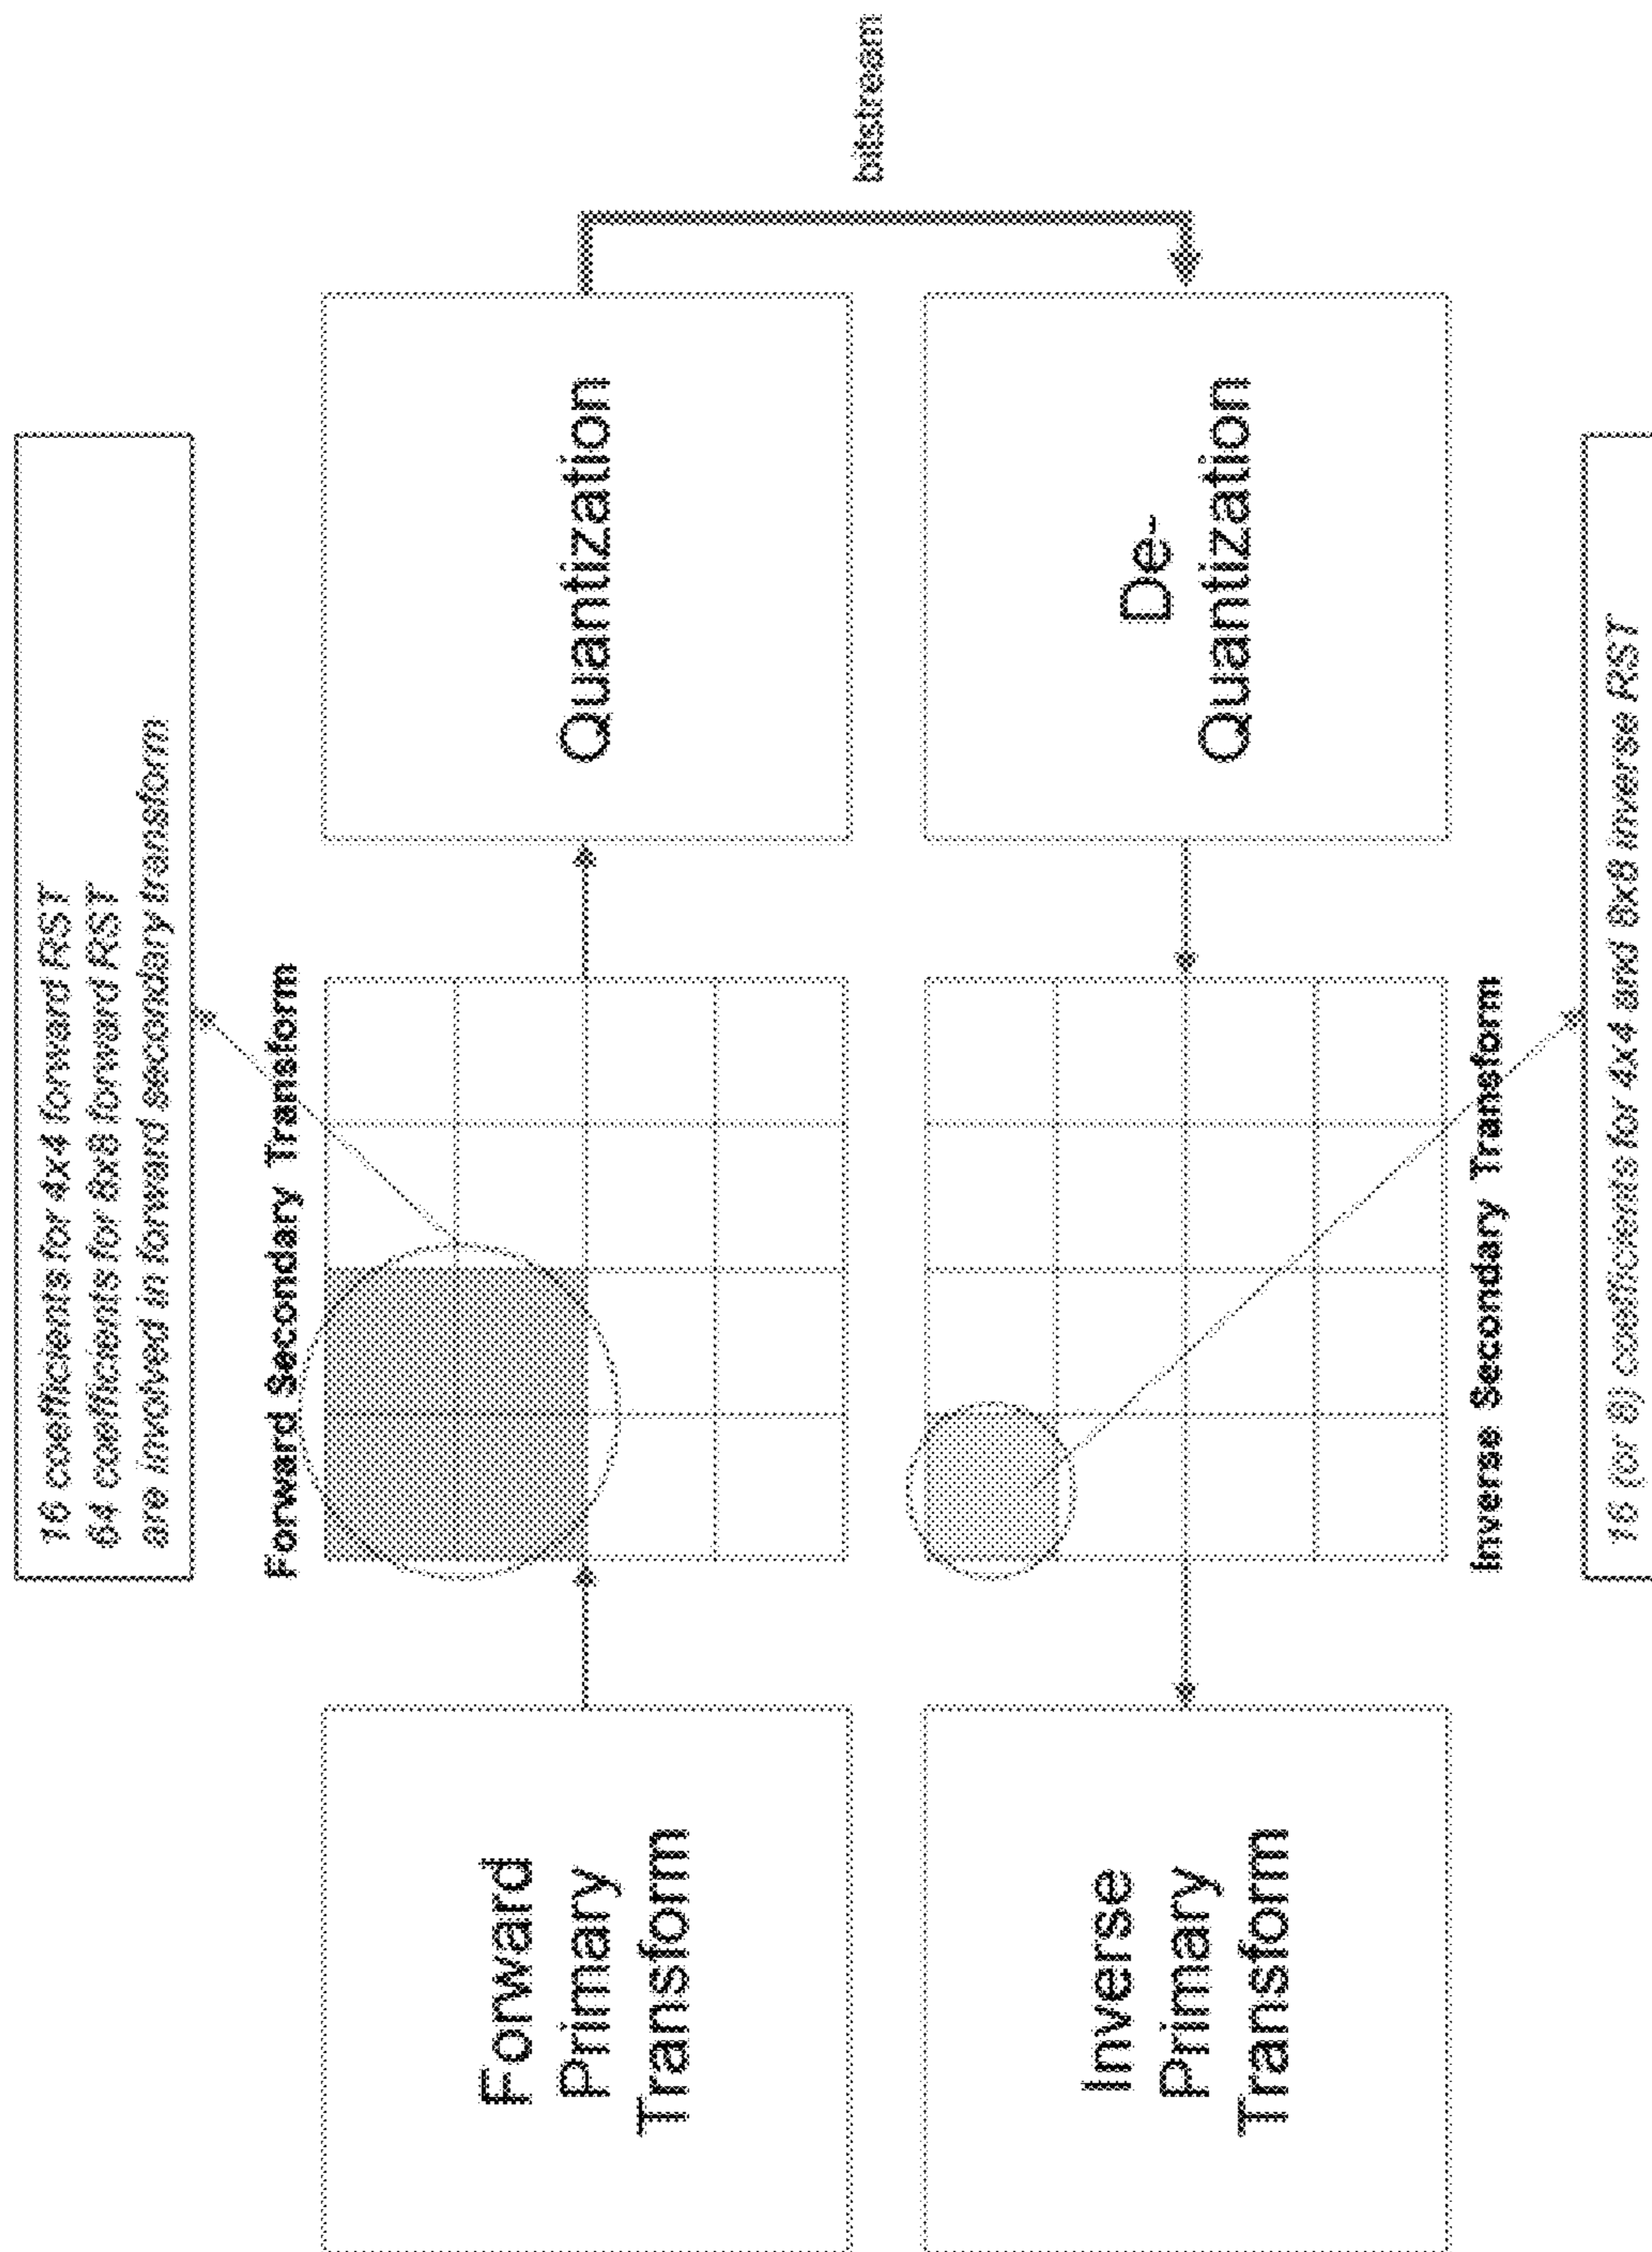 16 coefficients for 4x4 forward RST
64 coefficients for 8x8 forward RST
are involved in forward secondary transform
Forward Secondary Transform
Forward
Primary
Transform
Quantization
bitstream
Inverse
Primary
Transform
De-
Quantization
Inverse Secondary Transform
16 (or 8) coefficients for 4x4 and 8x8 inverse RST